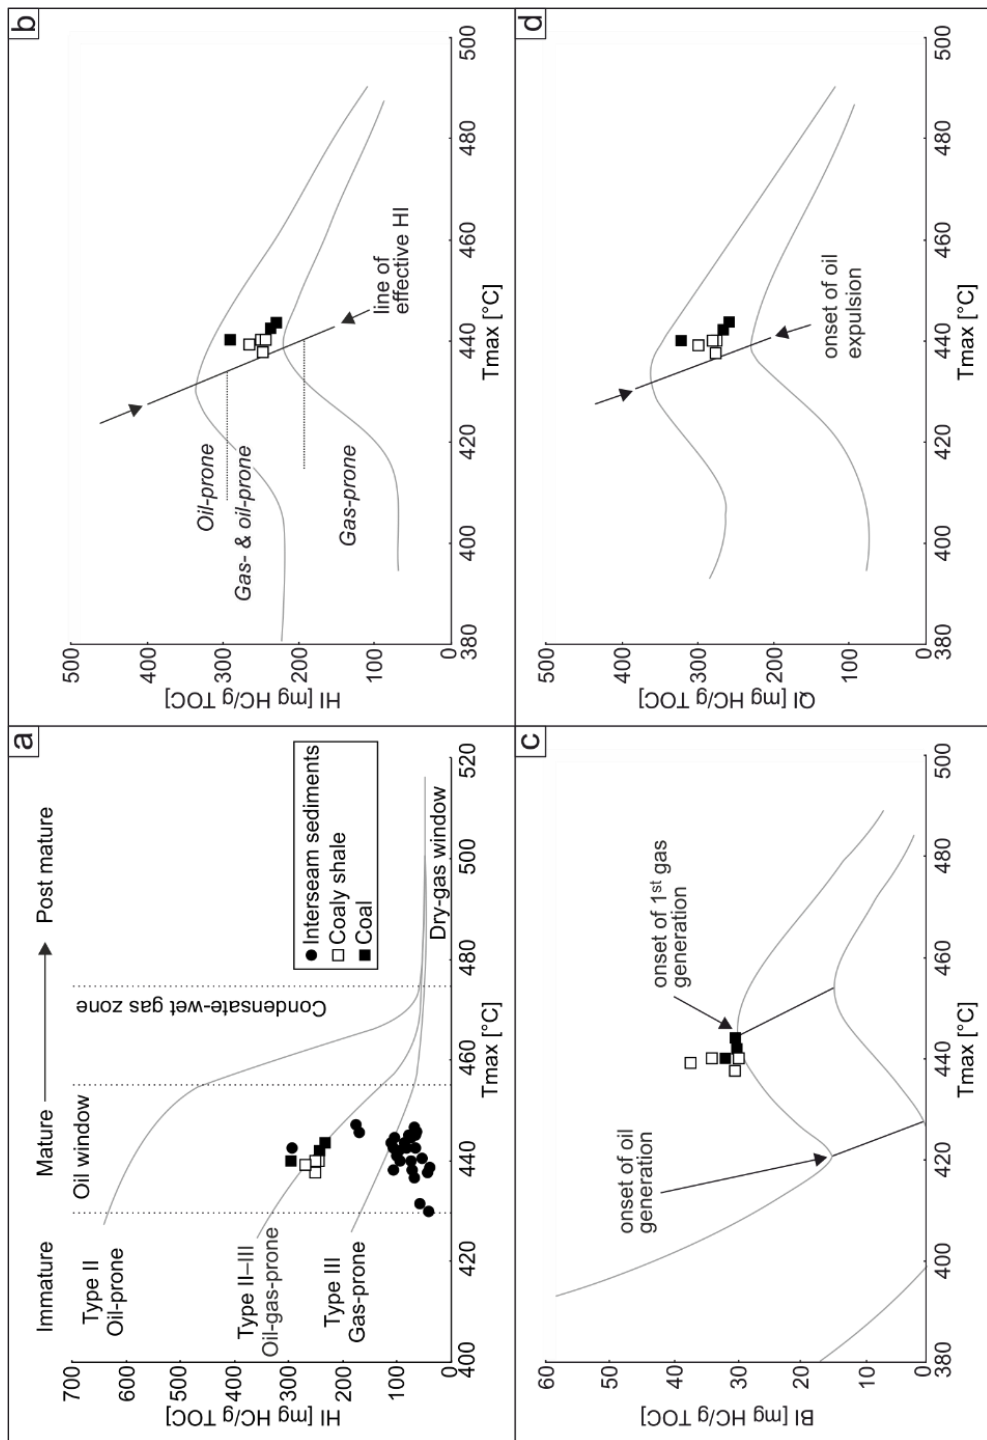 a
Immature
Mature
Post mature
Oil window
Condensate-wet gas zone
Dry-gas window
Type II
Oil-prone
Type II–III
Oil-gas-prone
Type III
Gas-prone
Interseam sediments
Coaly shale
Coal
HI [mg HC/g TOC]
700
600
500
400
300
200
100
0
400
420
440
460
480
500
520
Tmax [°C]
b
HI [mg HC/g TOC]
500
400
300
200
100
0
Oil-prone
Gas- & oil-prone
Gas-prone
line of
effective HI
380
400
420
440
460
480
500
Tmax [°C]
c
BI [mg HC/g TOC]
60
50
40
30
20
10
0
onset of oil
generation
onset of 1st gas
generation
380
400
420
440
460
480
500
Tmax [°C]
d
QI [mg HC/g TOC]
500
400
300
200
100
0
onset of oil
expulsion
380
400
420
440
460
480
500
Tmax [°C]